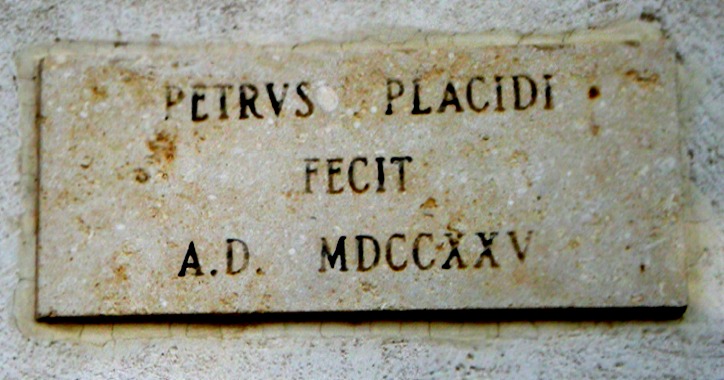 PETRVS PLACIDI
FECIT
A.D. MDCCXXV